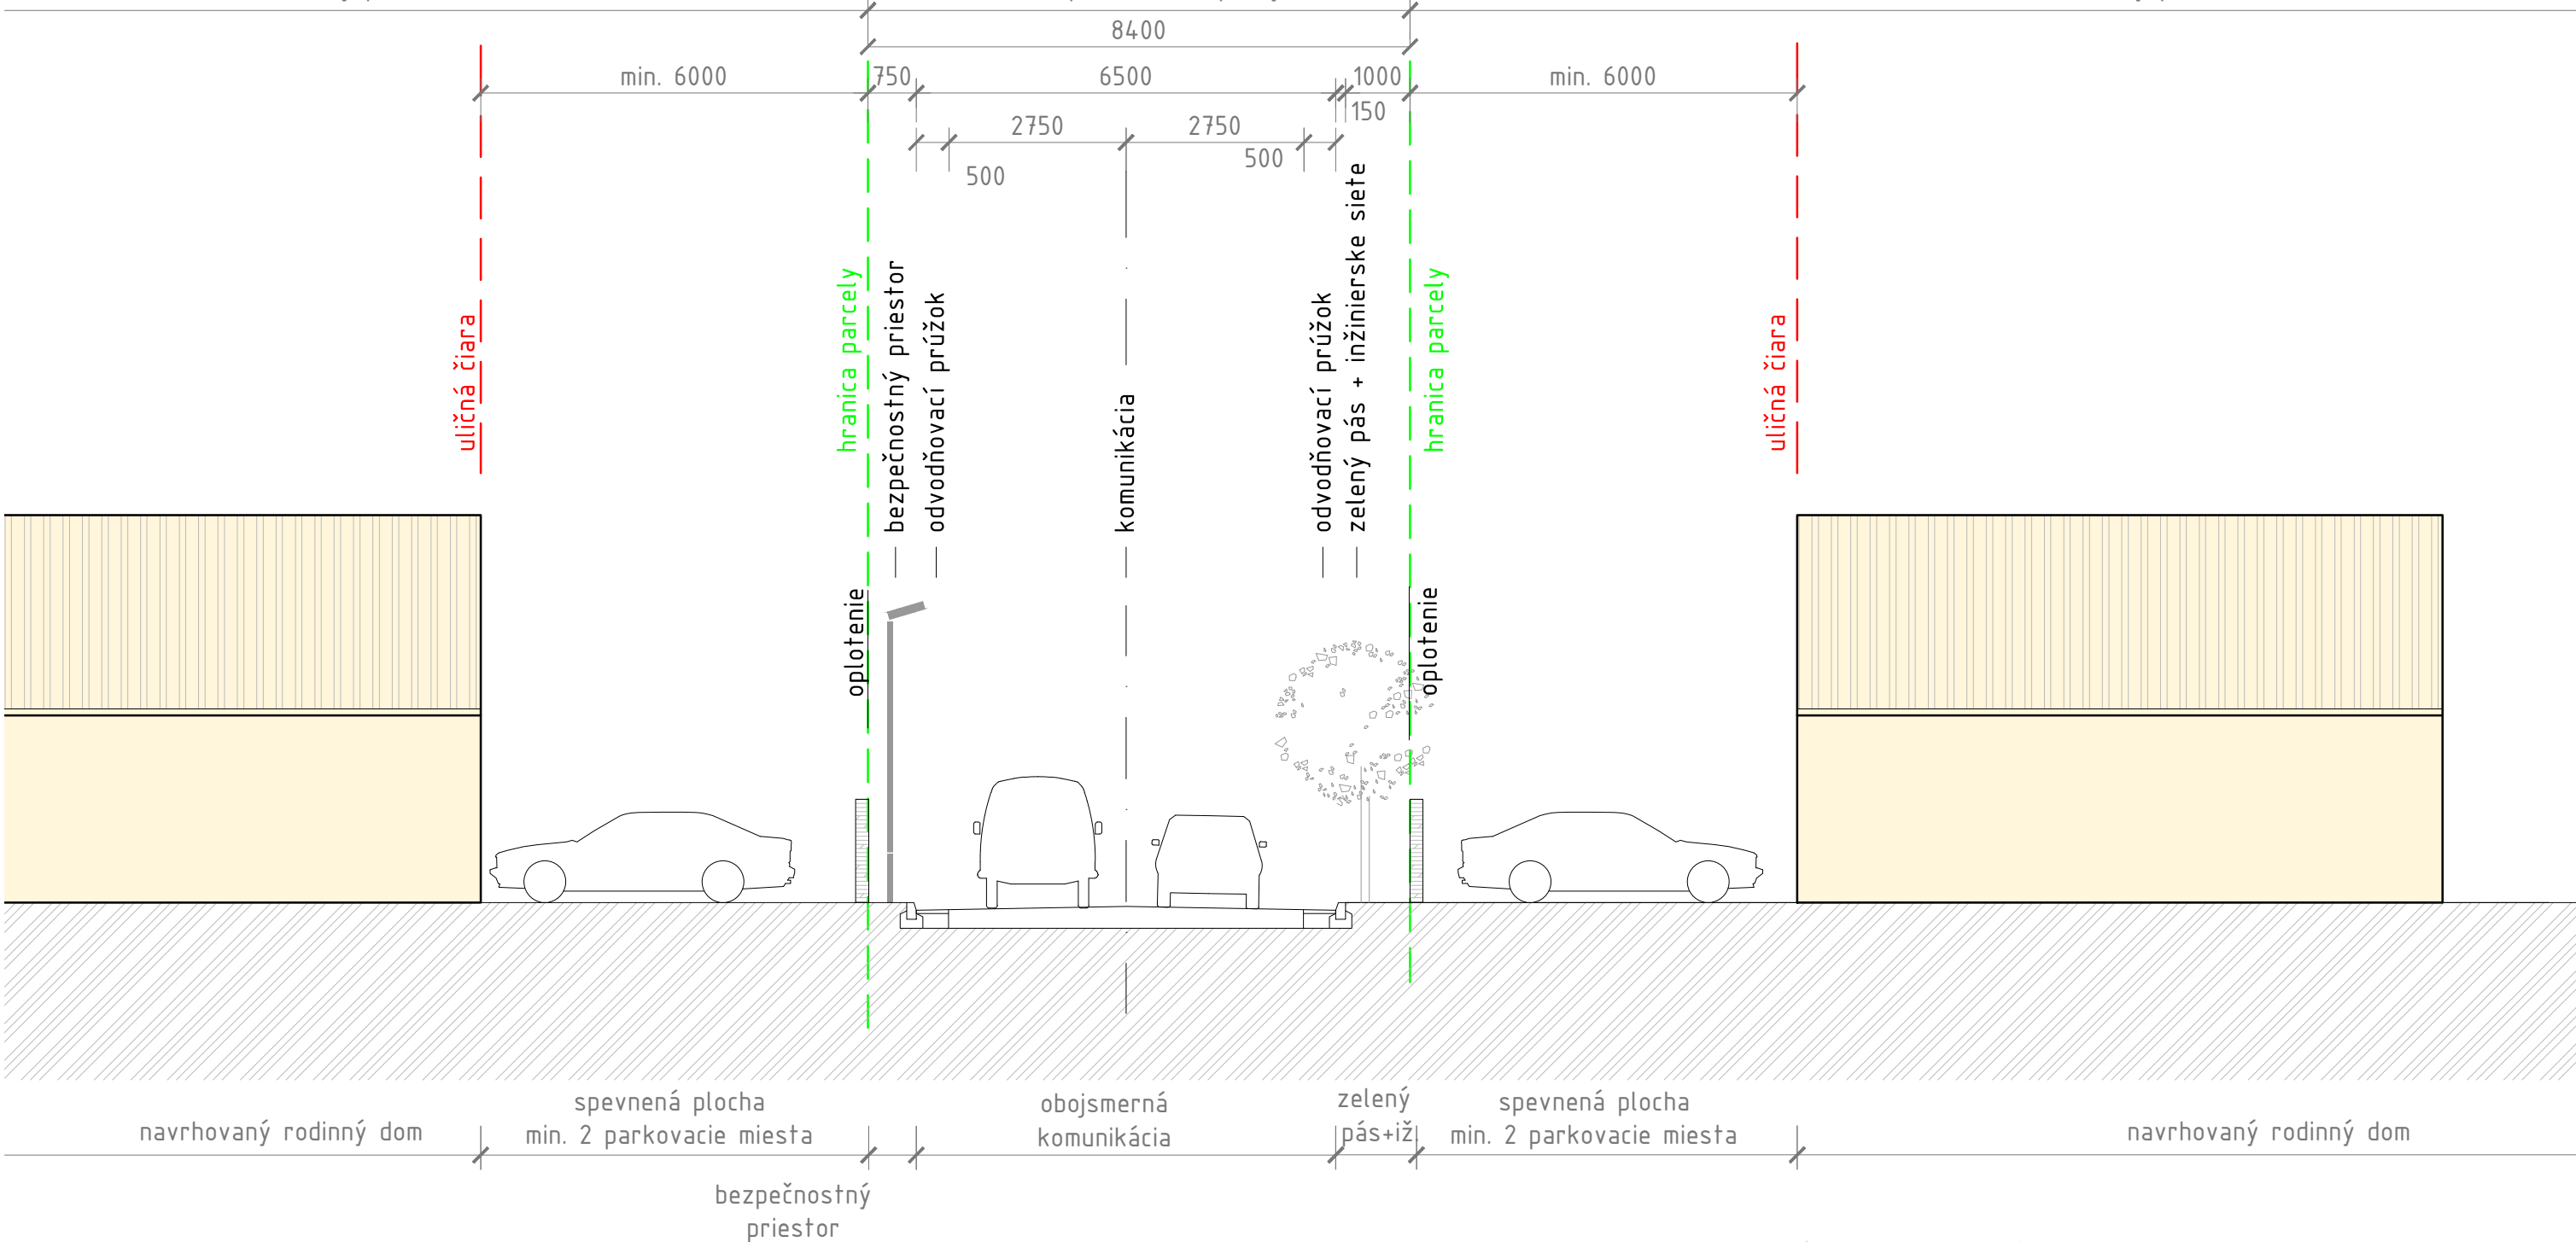 8400
min. 6000
750
6500
1000
min. 6000
150
2750
2750
500
500
uličná čiara
hranica parcely
bezpečnostný priestor
odvodňovací prúžok
komunikácia
odvodňovací prúžok
zelený pás + inžinierske siete
hranica parcely
uličná čiara
oplotenie
oplotenie
navrhovaný rodinný dom
spevnená plocha
min. 2 parkovacie miesta
obojsmerná
komunikácia
zelený
pás+iž.
spevnená plocha
min. 2 parkovacie miesta
navrhovaný rodinný dom
bezpečnostný
priestor